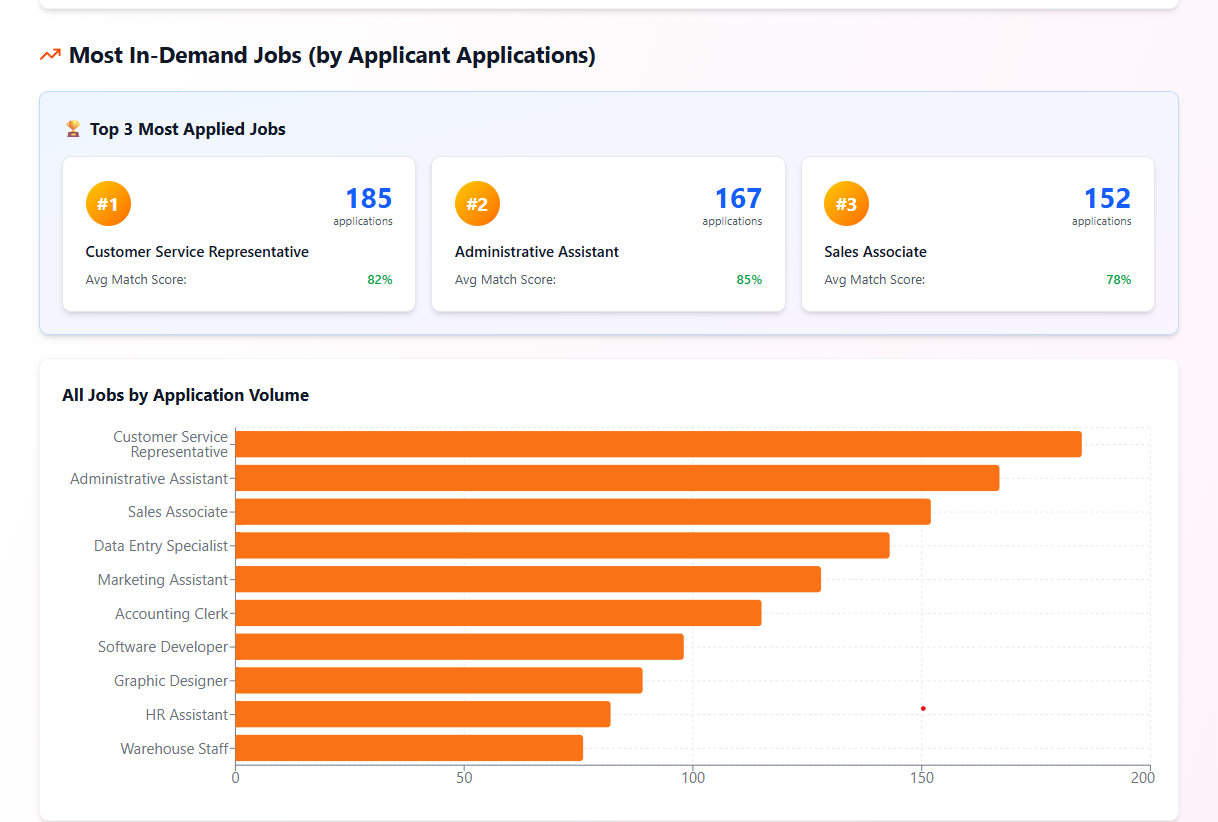 Most In-Demand Jobs (by Applicant Applications)
Top 3 Most Applied Jobs
#1
185
applications
Customer Service Representative
Avg Match Score:
82%
#2
167
applications
Administrative Assistant
Avg Match Score:
85%
#3
152
applications
Sales Associate
Avg Match Score:
78%
All Jobs by Application Volume
Customer Service
Representative
Administrative Assistant
Sales Associate
Data Entry Specialist
Marketing Assistant
Accounting Clerk
Software Developer
Graphic Designer
HR Assistant
Warehouse Staff
0 50 100 150 200